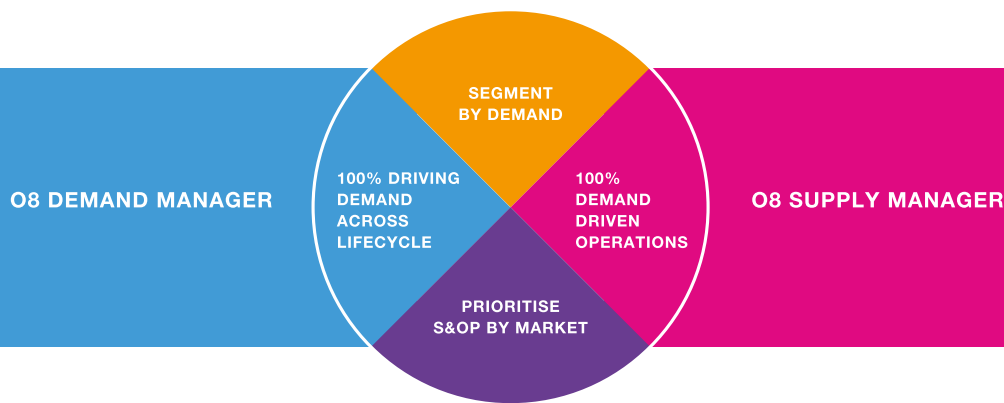 SEGMENT
BY DEMAND
O8 DEMAND MANAGER
100% DRIVING
DEMAND
ACROSS
LIFECYCLE
100%
DEMAND
DRIVEN
OPERATIONS
O8 SUPPLY MANAGER
PRIORITISE
S&OP BY MARKET